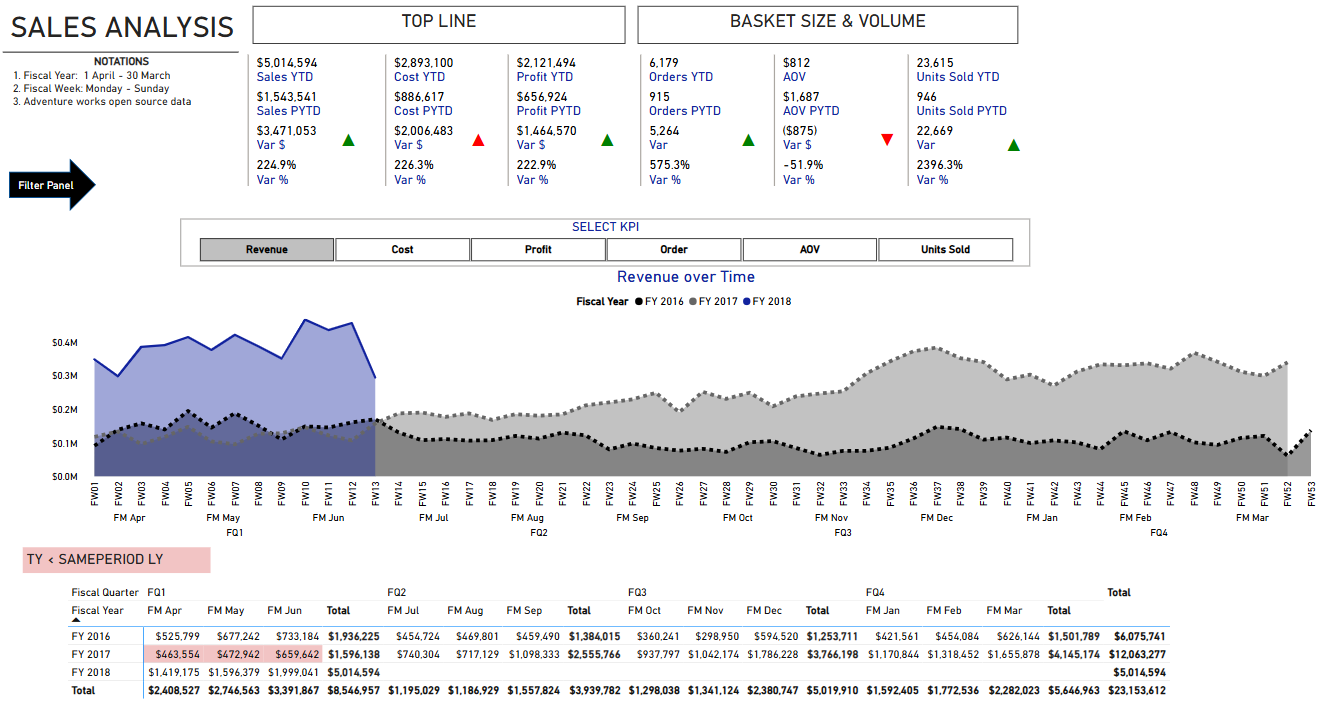 SALES ANALYSIS
NOTATIONS
1. Fiscal Year: 1 April - 30 March
2. Fiscal Week: Monday - Sunday
3. Adventure works open source data
Filter Panel
TOP LINE
BASKET SIZE & VOLUME
$5,014,594 $2,893,100 $2,121,494 6,179 $812 23,615
Sales YTD Cost YTD Profit YTD Orders YTD AOV Units Sold YTD
$1,543,541 $886,617 $656,924 915 $1,687 946
Sales PYTD Cost PYTD Profit PYTD Orders PYTD AOV PYTD Units Sold PYTD
$3,471,053 $2,006,483 $1,464,570 5,264 ($875) 22,669
Var $ Var $ Var $ Var Var $ Var
224.9% 226.3% 222.9% 575.3% -51.9% 2396.3%
Var % Var % Var % Var % Var % Var %
SELECT KPI
Revenue Cost Profit Order AOV Units Sold
Revenue over Time
Fiscal Year FY 2016 FY 2017 FY 2018
$0.4M
$0.3M
$0.2M
$0.1M
$0.0M
FW01 FW02 FW03 FW04 FW05 FW06 FW07 FW08 FW09 FW10 FW11 FW12 FW13 FW14 FW15 FW16 FW17 FW18 FW19 FW20 FW21 FW22 FW23 FW24 FW25 FW26 FW27 FW28 FW29 FW30 FW31 FW32 FW33 FW34 FW35 FW36 FW37 FW38 FW39 FW40 FW41 FW42 FW43 FW44 FW45 FW46 FW47 FW48 FW49 FW50 FW51 FW52 FW53
FM Apr FM May FM Jun FM Jul FM Aug FM Sep FM Oct FM Nov FM Dec FM Jan FM Feb FM Mar
FQ1 FQ2 FQ3 FQ4
TY < SAMEPERIOD LY
Fiscal Quarter FQ1 FQ2 FQ3 FQ4 Total
Fiscal Year FM Apr FM May FM Jun Total FM Jul FM Aug FM Sep Total FM Oct FM Nov FM Dec Total FM Jan FM Feb FM Mar Total
FY 2016 $525,799 $677,242 $733,184 $1,936,225 $454,724 $469,801 $459,490 $1,384,015 $360,241 $298,950 $594,520 $1,253,711 $421,561 $454,084 $626,144 $1,501,789 $6,075,741
FY 2017 $463,554 $472,942 $659,642 $1,596,138 $740,304 $717,129 $1,098,333 $2,555,766 $937,797 $1,042,174 $1,786,228 $3,766,198 $1,170,844 $1,318,452 $1,655,878 $4,145,174 $12,063,277
FY 2018 $1,419,175 $1,596,379 $1,999,041 $5,014,594 $5,014,594
Total $2,408,527 $2,746,563 $3,391,867 $8,546,957 $1,195,029 $1,186,929 $1,557,824 $3,939,782 $1,298,038 $1,341,124 $2,380,747 $5,019,910 $1,592,405 $1,772,536 $2,282,023 $5,646,963 $23,153,612